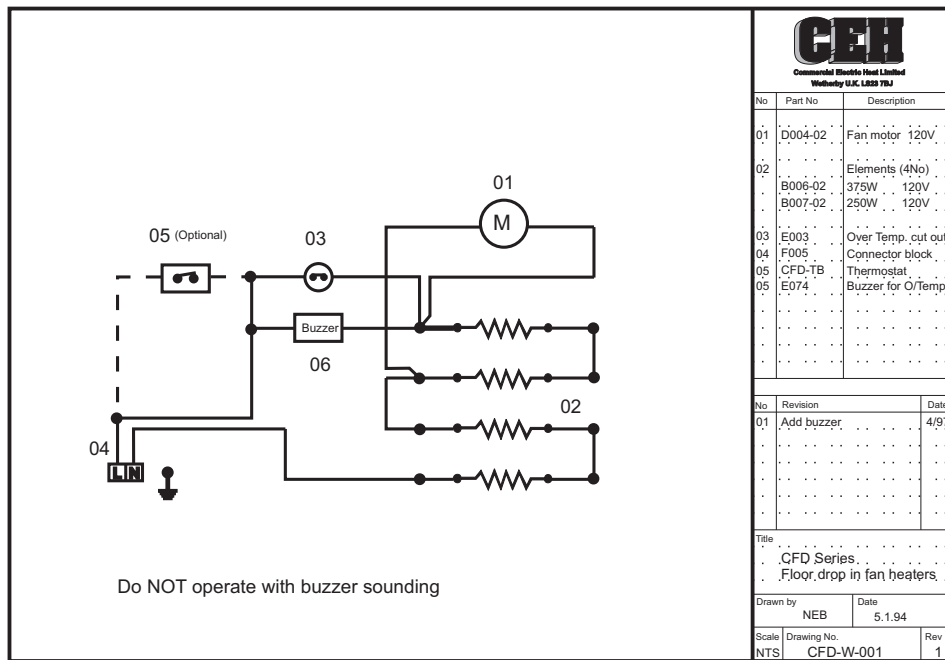 01
M
05 (Optional)
03
Buzzer
06
02
04
L N
Do NOT operate with buzzer sounding
CEH
Commercial Electric Heat Limited
Wetherby U.K. LS23 7BJ
No Part No Description
01 D004-02 Fan motor 120V
02 Elements (4No)
B006-02 375W 120V
B007-02 250W 120V
03 E003 Over Temp. cut out
04 F005 Connector block
05 CFD-TB Thermostat
05 E074 Buzzer for O/Temp
No Revision Date
01 Add buzzer 4/97
Title
CFD Series
Floor drop in fan heaters
Drawn by Date
NEB 5.1.94
Scale Drawing No. Rev
NTS CFD-W-001 1